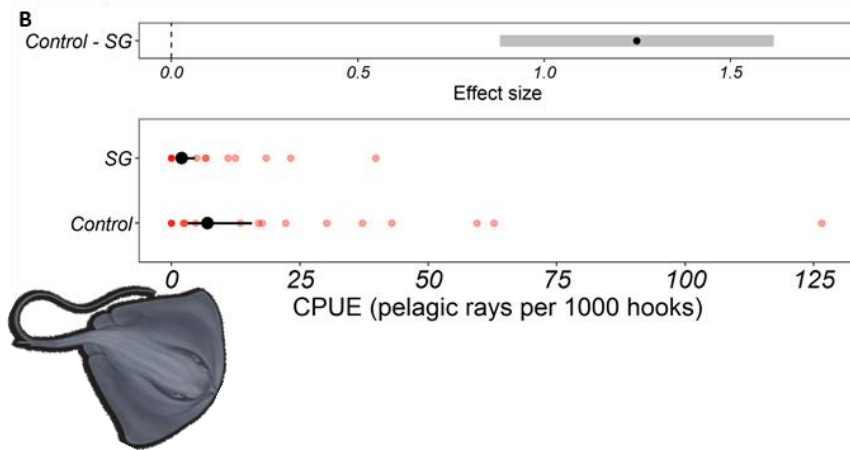 B
Control - SG
0.0 0.5 1.0 1.5
Effect size
SG
Control
0 25 50 75 100 125
CPUE (pelagic rays per 1000 hooks)